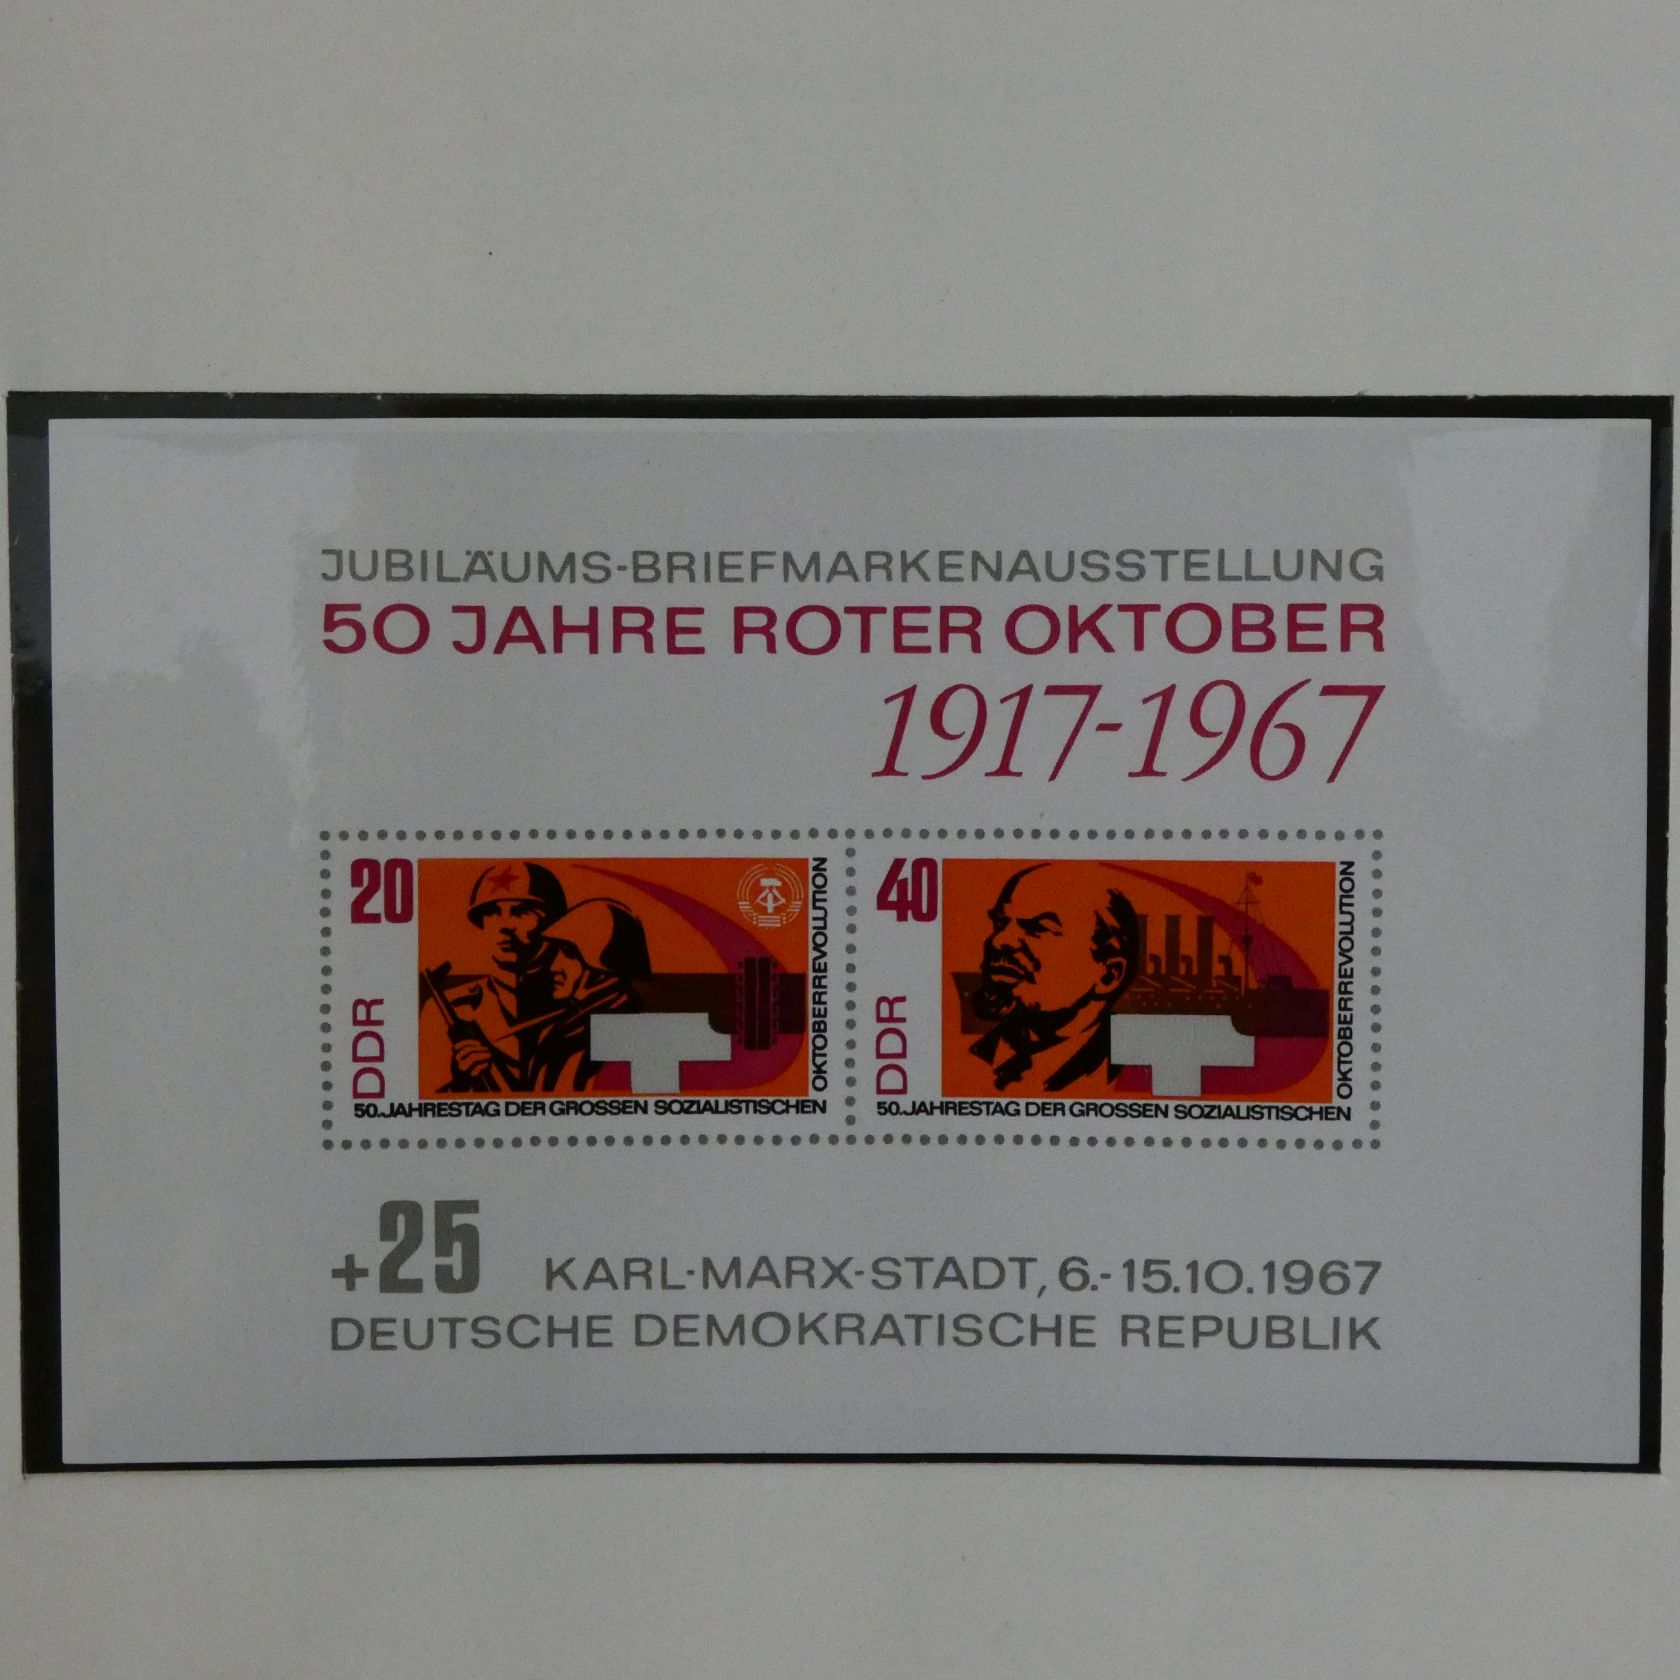 JUBILÄUMS-BRIEFMARKENAUSSTELLUNG
50 JAHRE ROTER OKTOBER
1917-1967
20
DDR
50. JAHRESTAG DER GROSSEN SOZIALISTISCHEN
OKTOBERREVOLUTION
40
DDR
50. JAHRESTAG DER GROSSEN SOZIALISTISCHEN
OKTOBERREVOLUTION
+25
KARL-MARX-STADT, 6.-15.10.1967
DEUTSCHE DEMOKRATISCHE REPUBLIK